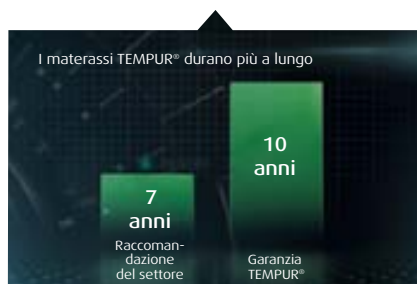 I materassi TEMPUR® durano più a lungo
7
anni
10
anni
Raccoman-
dazione
del settore
Garanzia
TEMPUR®